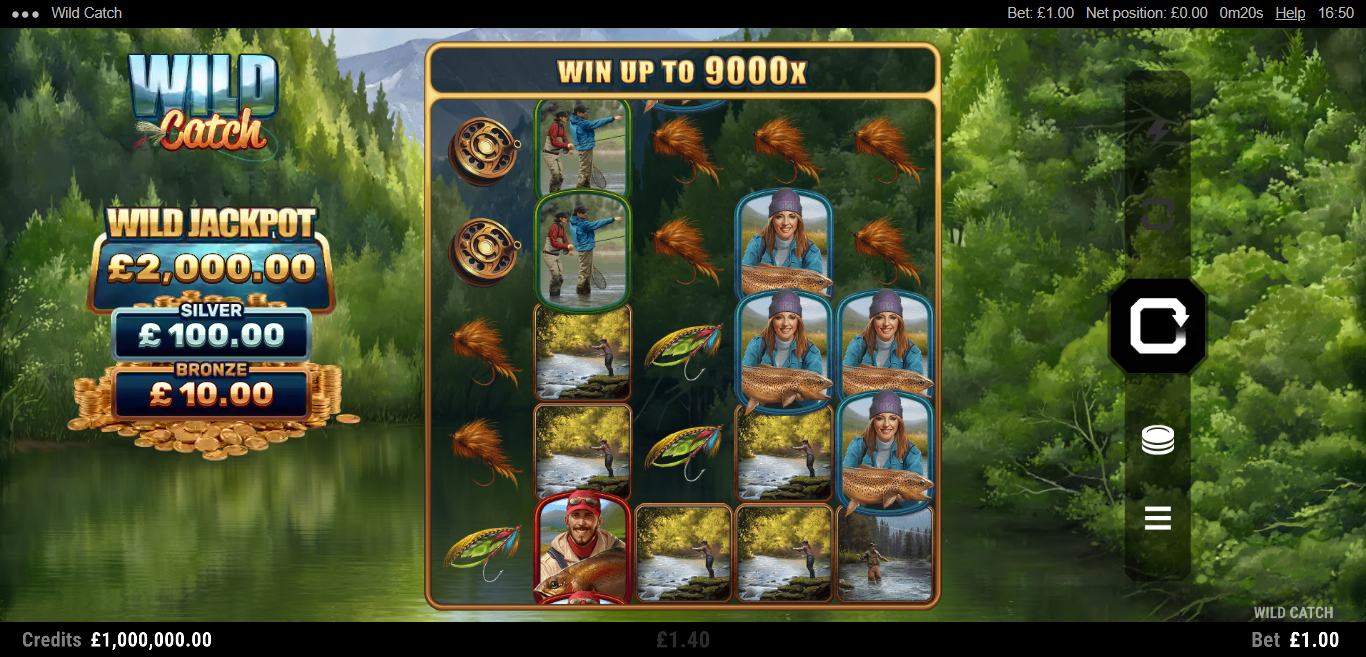 Wild Catch
Bet: £1.00 Net position: £0.00 0m20s Help 16:50
WILD
Catch
WIN UP TO 9000X
WILD JACKPOT
£2,000.00
SILVER
£ 100.00
BRONZE
£ 10.00
WILD CATCH
Credits £1,000,000.00
£1.40
Bet £1.00